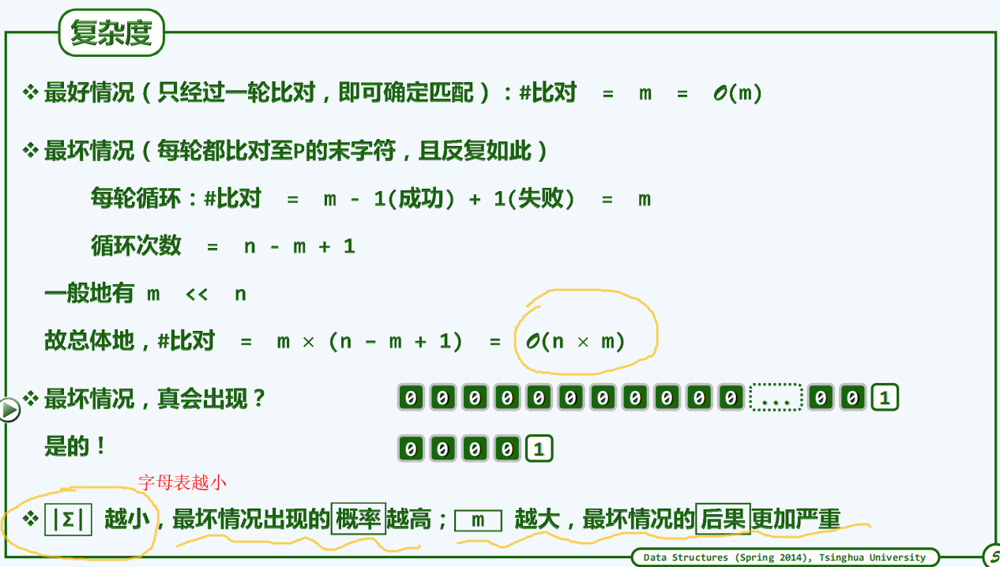 复杂度
❖ 最好情况（只经过一轮比对，即可确定匹配）：#比对 = m = O(m)
❖ 最坏情况（每轮都比对至P的末字符，且反复如此）
每轮循环：#比对 = m - 1(成功) + 1(失败) = m
循环次数 = n - m + 1
一般地有 m << n
故总体地，#比对 = m × (n - m + 1) = O(n × m)
❖ 最坏情况，真会出现？ 0 0 0 0 0 0 0 0 0 0 0 ... 0 0 1
是的！ 0 0 0 0 1
字母表越小
❖ |Σ| 越小，最坏情况出现的概率越高；m 越大，最坏情况的后果更加严重
Data Structures (Spring 2014), Tsinghua University